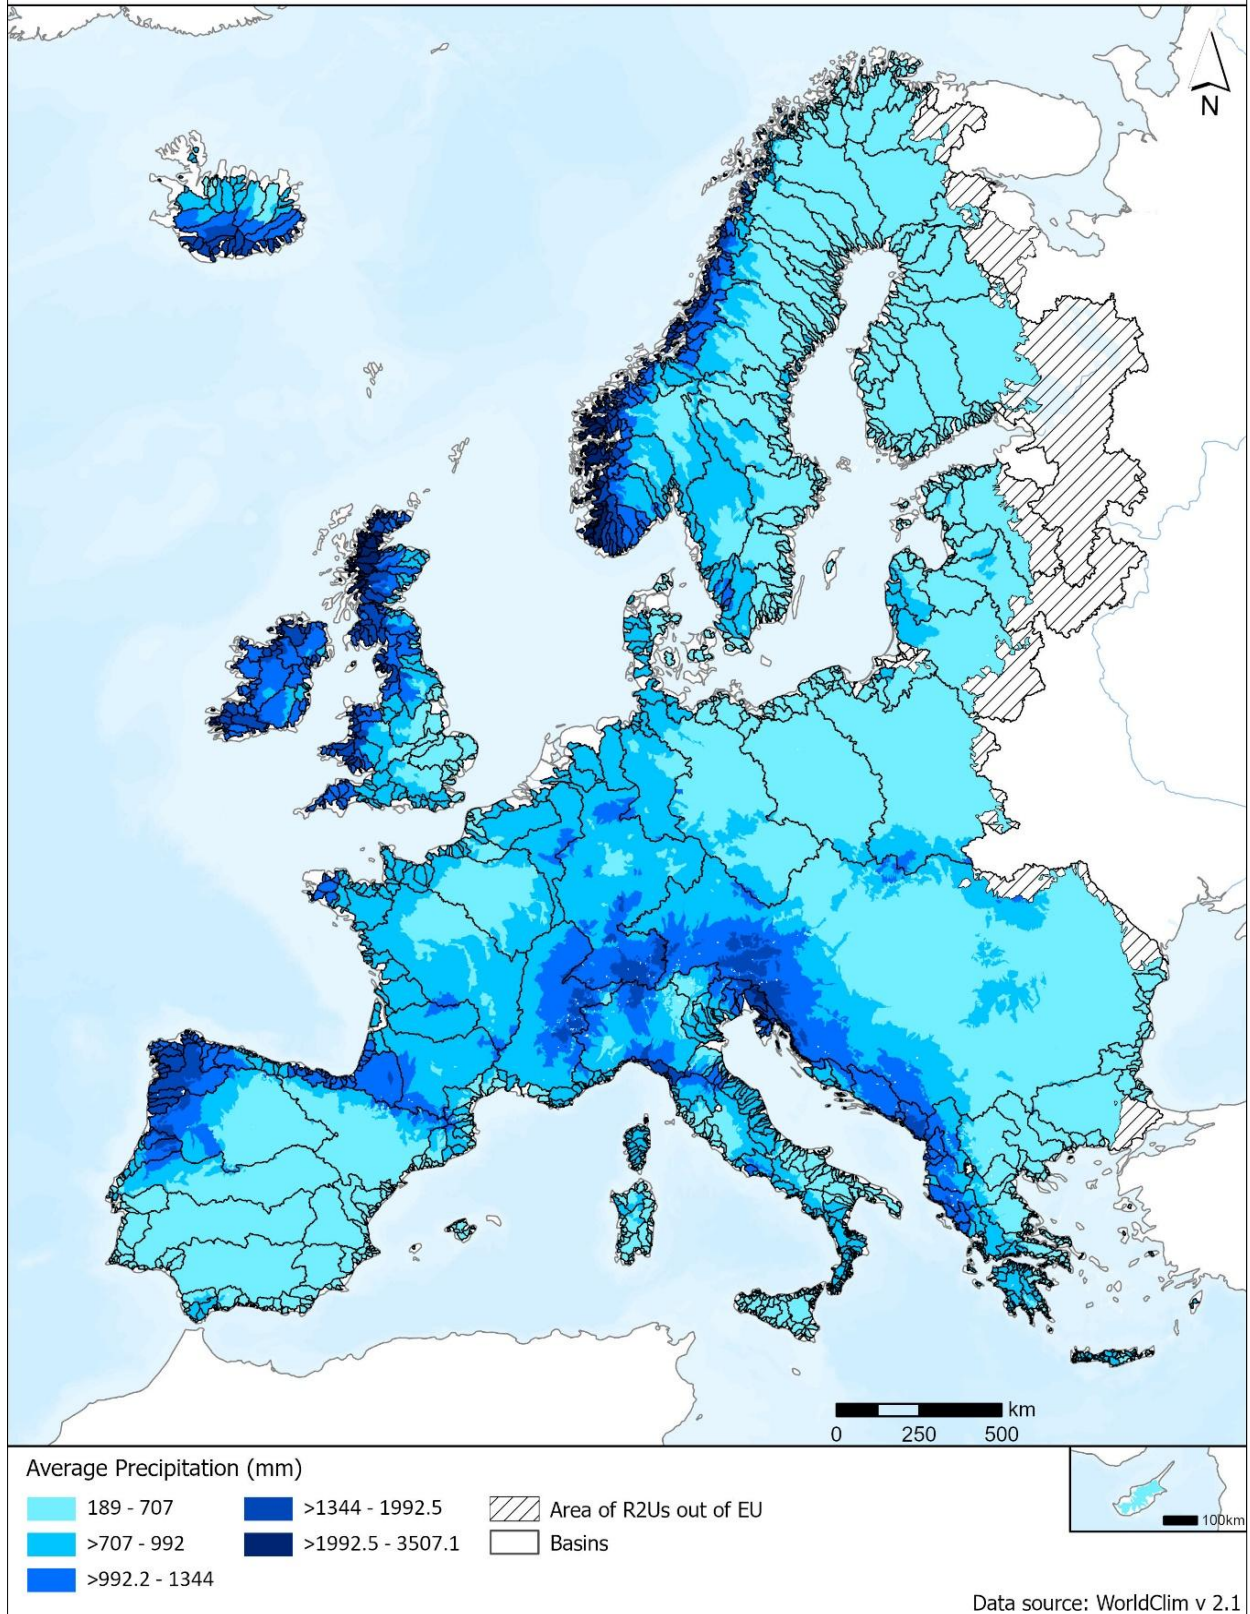 N
km
0 250 500
Average Precipitation (mm)
189 - 707
>707 - 992
>992.2 - 1344
>1344 - 1992.5
>1992.5 - 3507.1
Area of R2Us out of EU
Basins
100km
Data source: WorldClim v 2.1